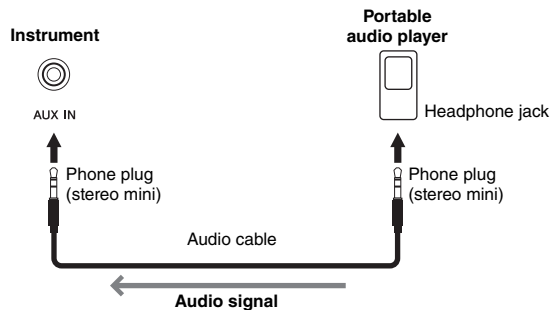 Instrument
Portable
audio player
AUX IN
Headphone jack
Phone plug
(stereo mini)
Phone plug
(stereo mini)
Audio cable
Audio signal